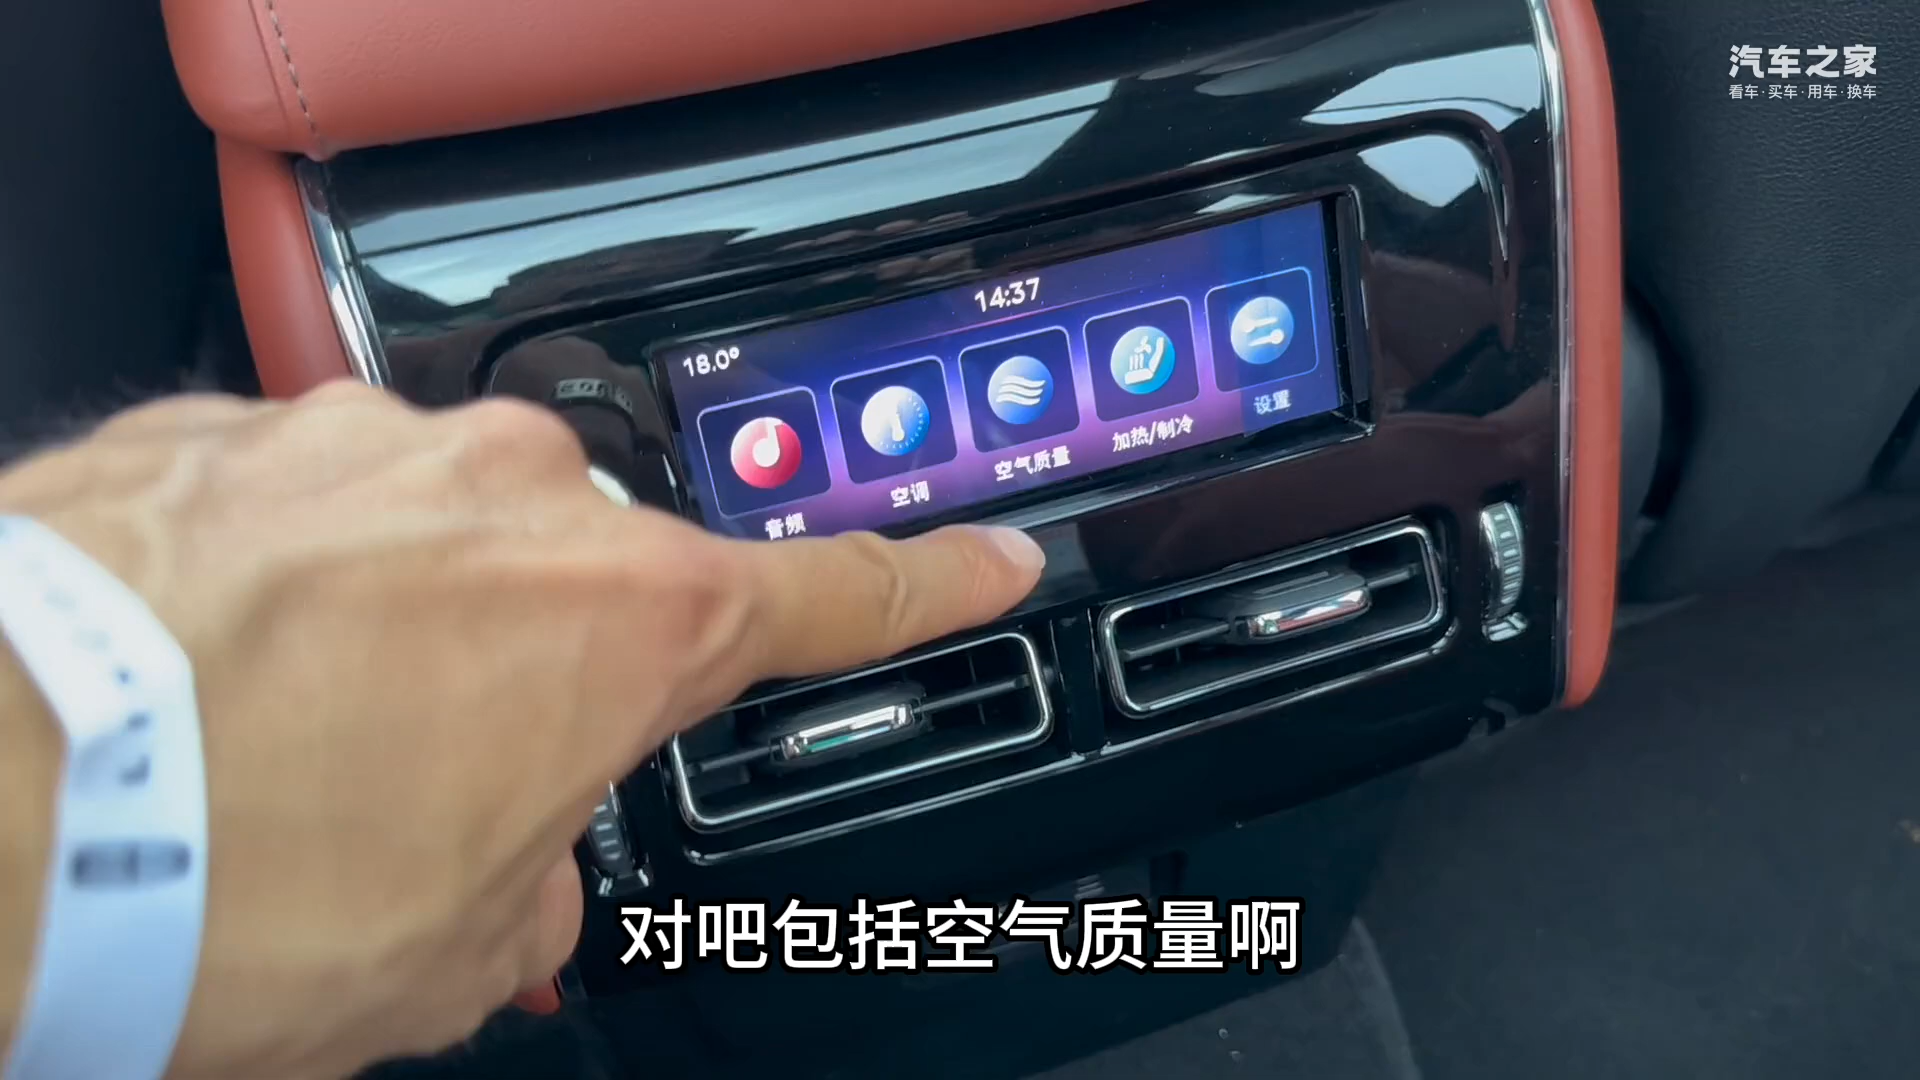 汽车之家
看车·买车·用车·换车
14:37
18.0°
音频
空调
空气质量
加热/制冷
设置
对吧包括空气质量啊